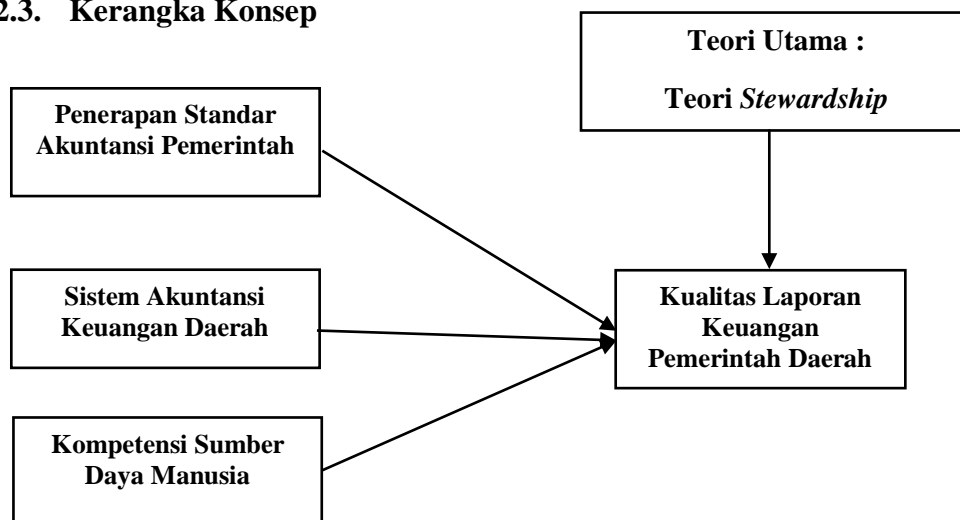 2.3. Kerangka Konsep
Teori Utama :
Teori Stewardship
Penerapan Standar
Akuntansi Pemerintah
Sistem Akuntansi
Keuangan Daerah
Kualitas Laporan
Keuangan
Pemerintah Daerah
Kompetensi Sumber
Daya Manusia